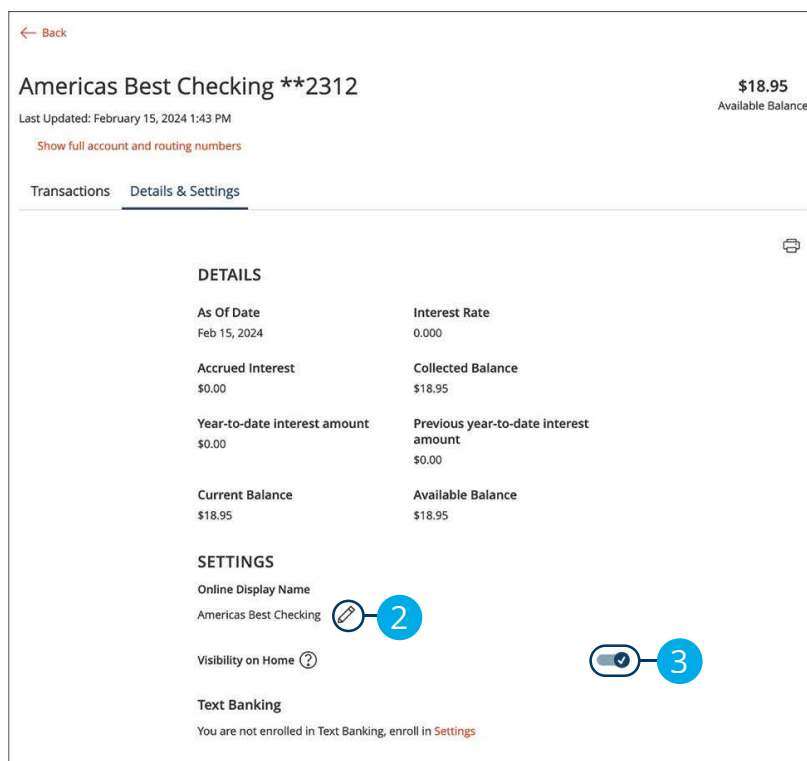 Back
Americas Best Checking **2312
$18.95
Available Balance
Last Updated: February 15, 2024 1:43 PM
Show full account and routing numbers
Transactions Details & Settings
DETAILS
As Of Date Interest Rate
Feb 15, 2024 0.000
Accrued Interest Collected Balance
$0.00 $18.95
Year-to-date interest amount Previous year-to-date interest
amount
$0.00
$0.00
Current Balance Available Balance
$18.95 $18.95
SETTINGS
Online Display Name
Americas Best Checking 2
Visibility on Home ? 3
Text Banking
You are not enrolled in Text Banking, enroll in Settings